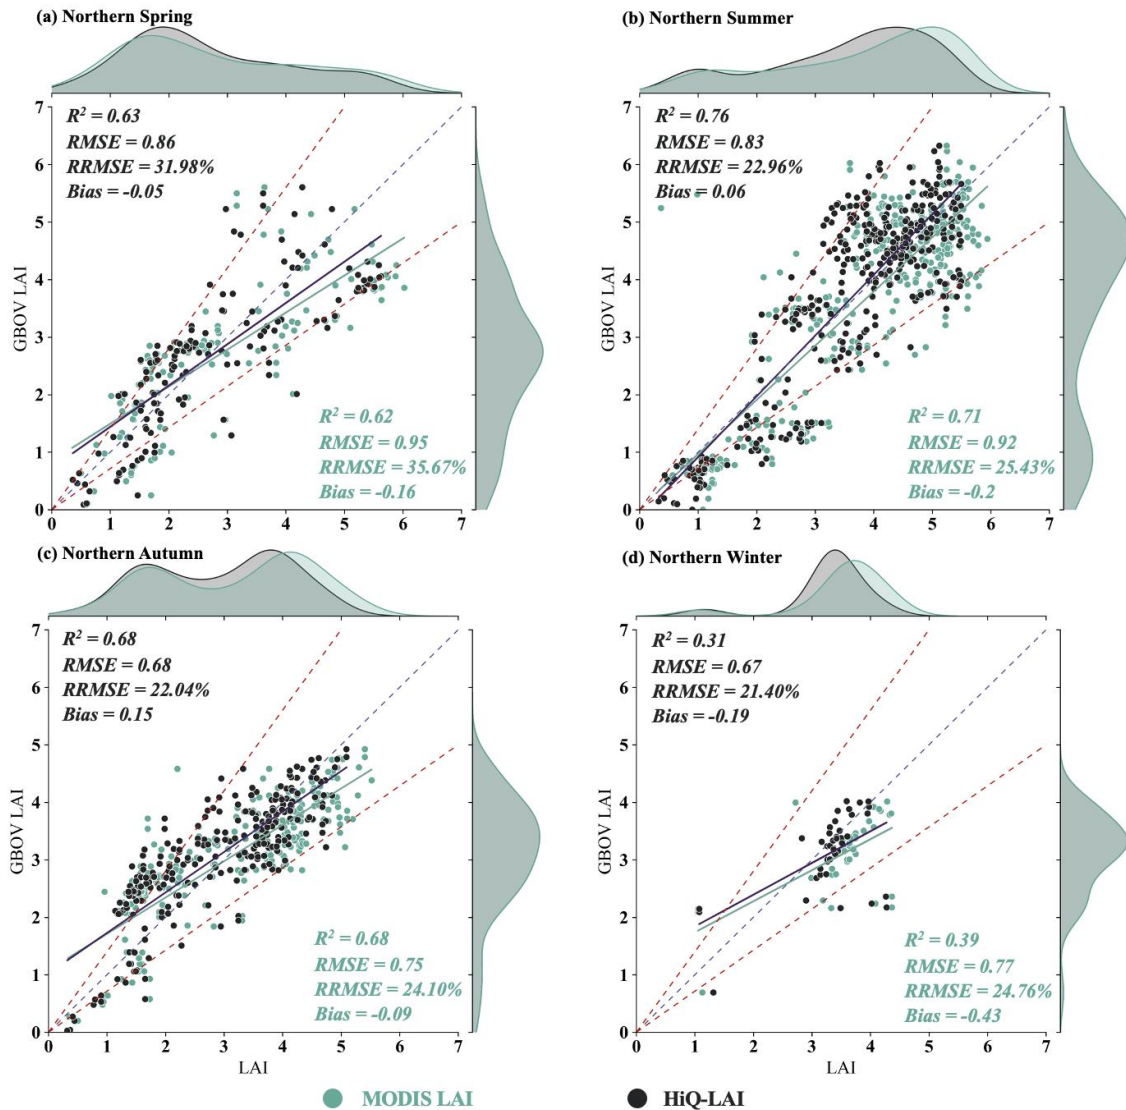 (a) Northern Spring
R² = 0.63
RMSE = 0.86
RRMSE = 31.98%
Bias = -0.05
R² = 0.62
RMSE = 0.95
RRMSE = 35.67%
Bias = -0.16
GBOV LAI
7
6
5
4
3
2
1
0
0 1 2 3 4 5 6 7
(b) Northern Summer
R² = 0.76
RMSE = 0.83
RRMSE = 22.96%
Bias = 0.06
R² = 0.71
RMSE = 0.92
RRMSE = 25.43%
Bias = -0.2
GBOV LAI
7
6
5
4
3
2
1
0
0 1 2 3 4 5 6 7
(c) Northern Autumn
R² = 0.68
RMSE = 0.68
RRMSE = 22.04%
Bias = 0.15
R² = 0.68
RMSE = 0.75
RRMSE = 24.10%
Bias = -0.09
GBOV LAI
7
6
5
4
3
2
1
0
0 1 2 3 4 5 6 7
LAI
(d) Northern Winter
R² = 0.31
RMSE = 0.67
RRMSE = 21.40%
Bias = -0.19
R² = 0.39
RMSE = 0.77
RRMSE = 24.76%
Bias = -0.43
GBOV LAI
7
6
5
4
3
2
1
0
0 1 2 3 4 5 6 7
LAI
MODIS LAI
HiQ-LAI